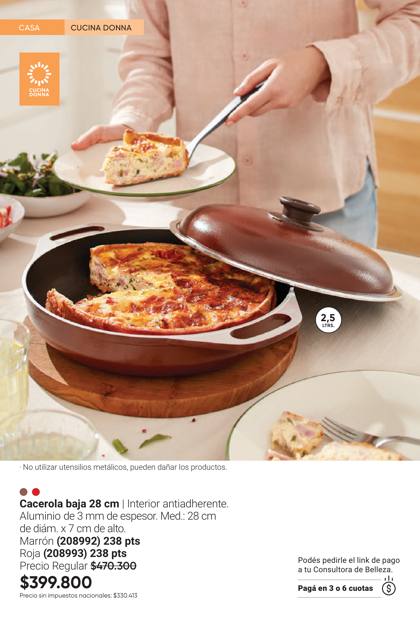 CASA
CUCINA DONNA
CUCINA
DONNA
2,5
LTRS.
· No utilizar utensilios metálicos, pueden dañar los productos.
Cacerola baja 28 cm | Interior antiadherente.
Aluminio de 3 mm de espesor. Med.: 28 cm
de diám. x 7 cm de alto.
Marrón (208992) 238 pts
Roja (208993) 238 pts
Precio Regular $470.300
$399.800
Precio sin impuestos nacionales: $330.413
Podés pedirle el link de pago
a tu Consultora de Belleza.
Pagá en 3 o 6 cuotas
$